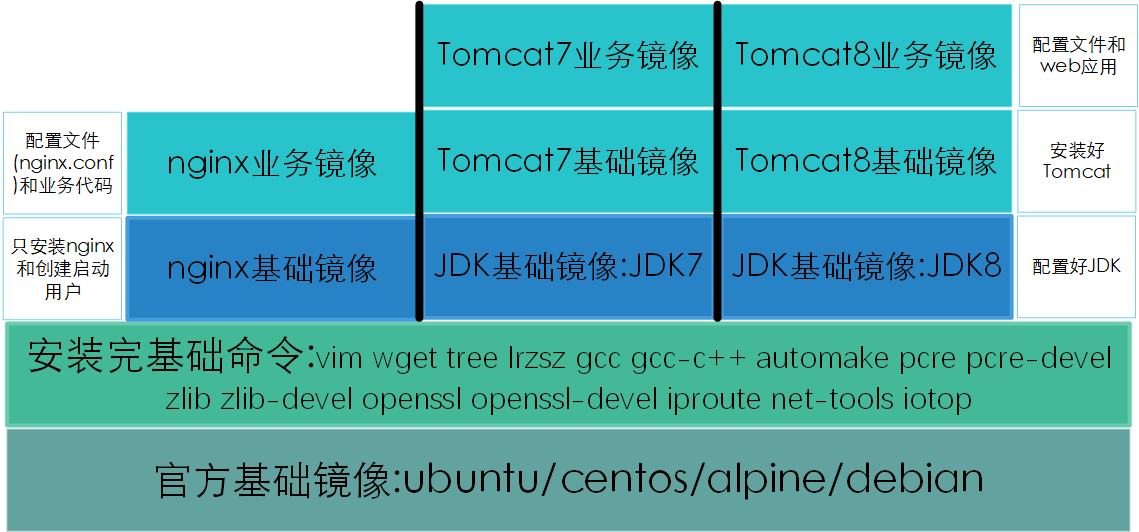 Tomcat7业务镜像
Tomcat8业务镜像
配置文件和
web应用
配置文件
(nginx.conf
)和业务代码
nginx业务镜像
Tomcat7基础镜像
Tomcat8基础镜像
安装好
Tomcat
只安装nginx
和创建启动
用户
nginx基础镜像
JDK基础镜像:JDK7
JDK基础镜像:JDK8
配置好JDK
安装完基础命令:vim wget tree lrzsz gcc gcc-c++ automake pcre pcre-devel
zlib zlib-devel openssl openssl-devel iproute net-tools iotop
官方基础镜像:ubuntu/centos/alpine/debian